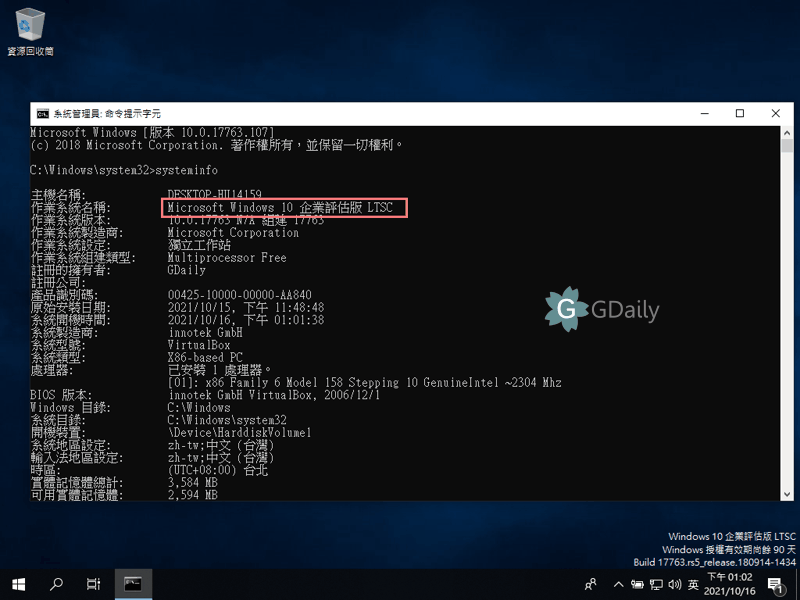 資源回收筒
系統管理員: 命令提示字元
Microsoft Windows [版本 10.0.17763.107]
(c) 2018 Microsoft Corporation. 著作權所有，並保留一切權利。
C:\Windows\system32>systeminfo
主機名稱: DESKTOP-HU14159
作業系統名稱: Microsoft Windows 10 企業評估版 LTSC
作業系統版本: 10.0.17763 N/A 組建 17763
作業系統製造商: Microsoft Corporation
作業系統設定: 獨立工作站
作業系統組建類型: Multiprocessor Free
註冊的擁有者: GDaily
註冊公司:
產品識別碼: 00425-10000-00000-AA840
原始安裝日期: 2021/10/15, 下午 11:48:48
系統開機時間: 2021/10/16, 下午 01:01:38
系統製造商: innotek GmbH
系統型號: VirtualBox
系統類型: X86-based PC
處理器: 已安裝 1 處理器。
[01]: x86 Family 6 Model 158 Stepping 10 GenuineIntel ~2304 Mhz
BIOS 版本: innotek GmbH VirtualBox, 2006/12/1
Windows 目錄: C:\Windows
系統目錄: C:\Windows\system32
開機裝置: \Device\HarddiskVolume1
系統地區設定: zh-tw;中文 (台灣)
輸入法地區設定: zh-tw;中文 (台灣)
時區: (UTC+08:00) 台北
實體記憶體總計: 3,584 MB
可用實體記憶體: 2,594 MB
G GDaily
Windows 10 企業評估版 LTSC
Windows 授權有效期尚餘 90 天
Build 17763.rs5_release.180914-1434
英
下午 01:02
2021/10/16
1